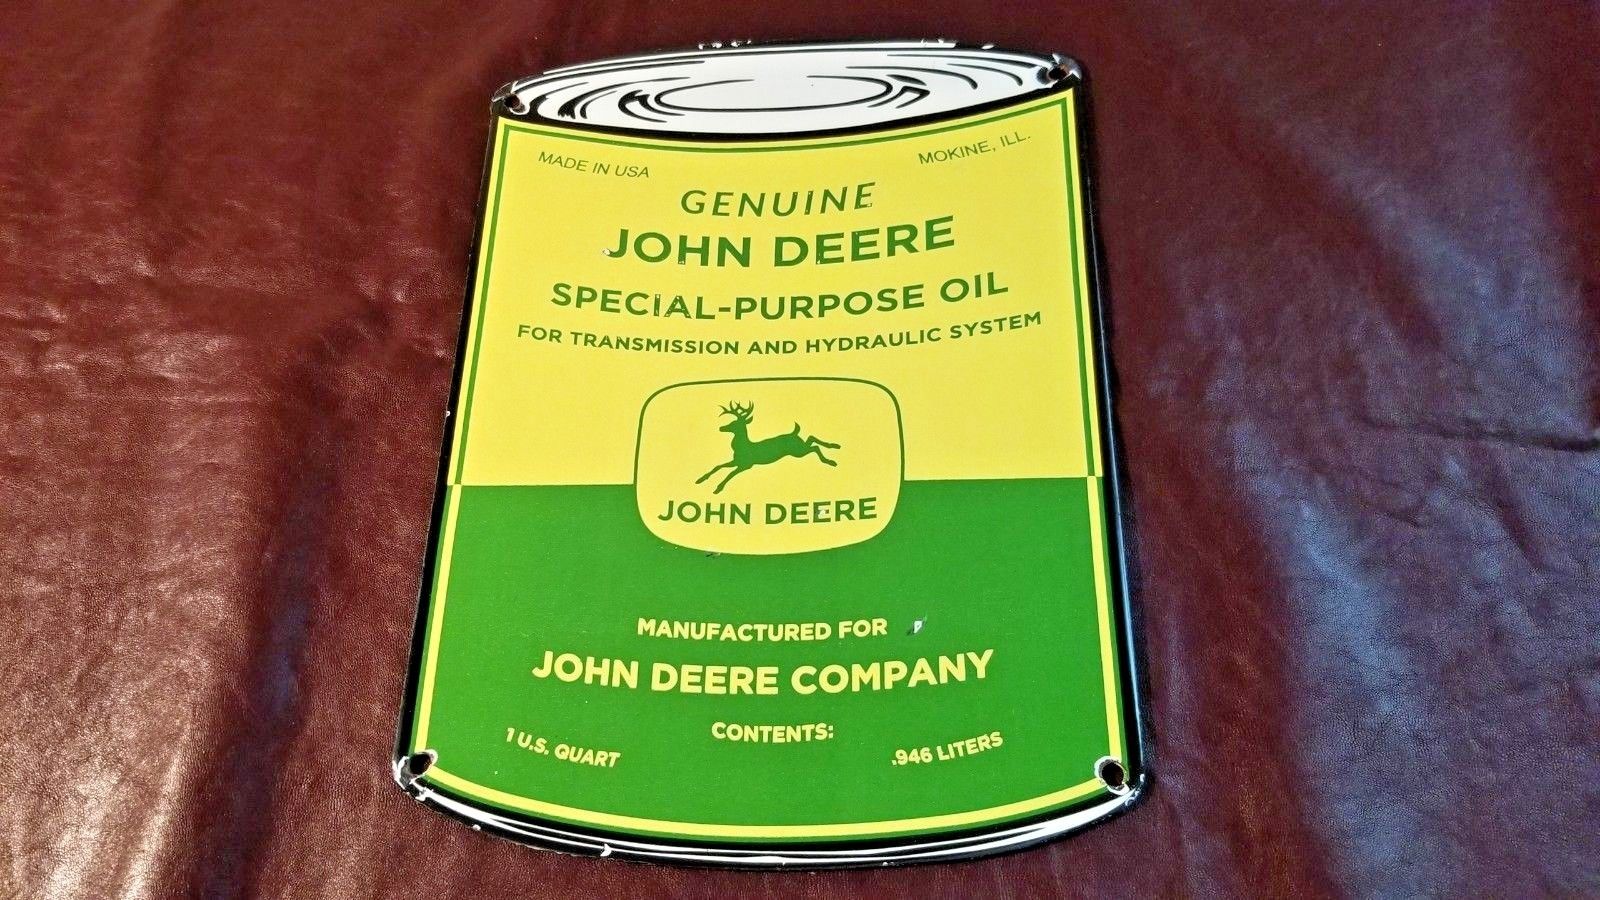 MADE IN USA
MOKINE, ILL.
GENUINE
JOHN DEERE
SPECIAL-PURPOSE OIL
FOR TRANSMISSION AND HYDRAULIC SYSTEM
JOHN DEERE
MANUFACTURED FOR
JOHN DEERE COMPANY
CONTENTS:
1 U.S. QUART
.946 LITERS